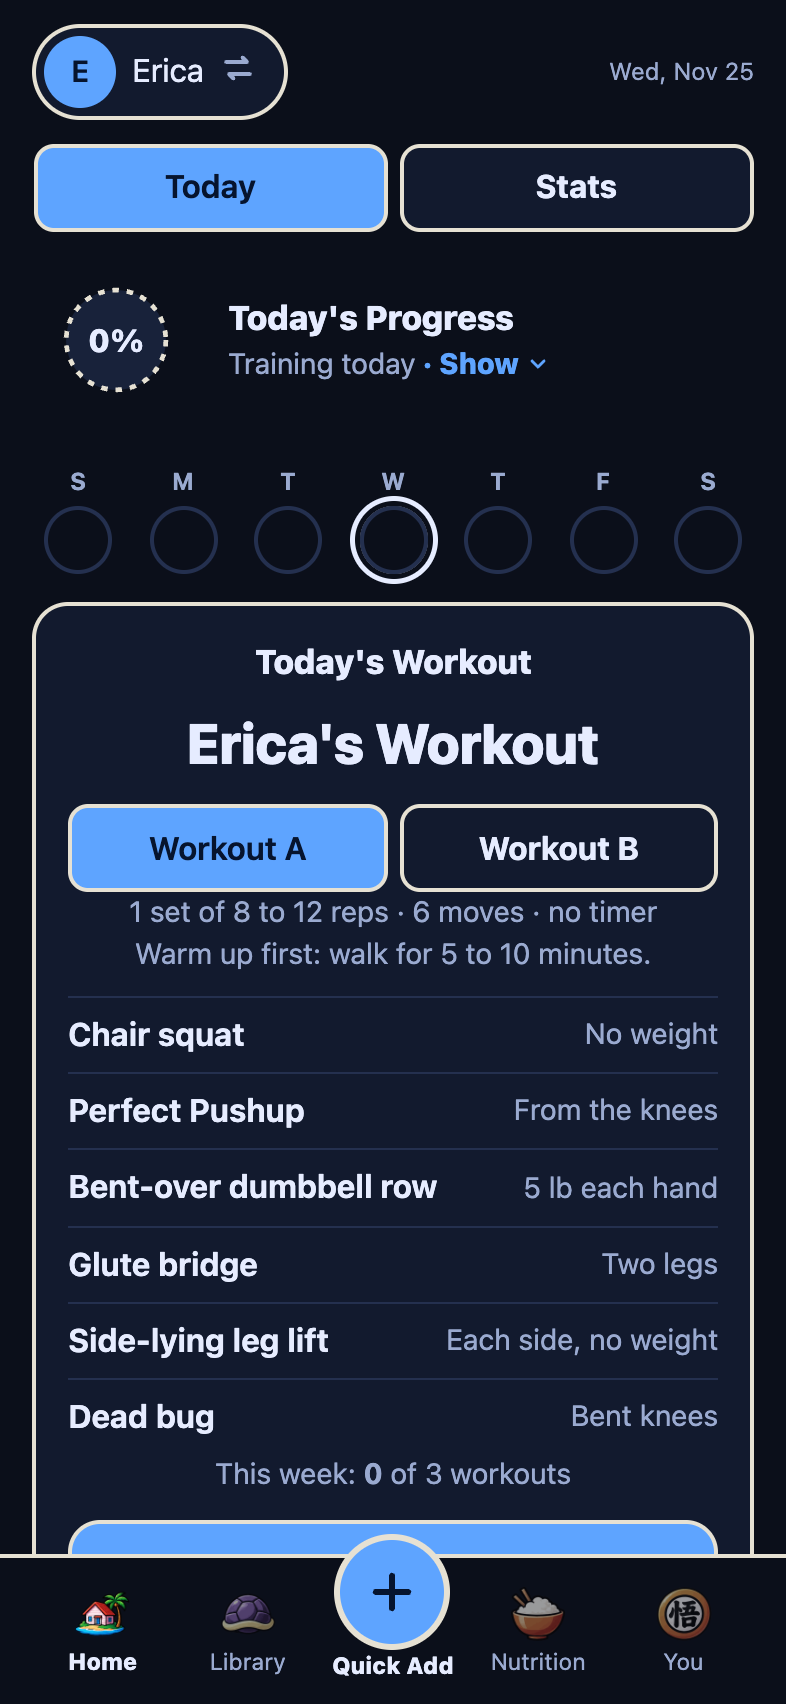 E Erica
Wed, Nov 25
Today
Stats
0%
Today's Progress
Training today · Show
S M T W T F S
Today's Workout
Erica's Workout
Workout A
Workout B
1 set of 8 to 12 reps · 6 moves · no timer
Warm up first: walk for 5 to 10 minutes.
Chair squat No weight
Perfect Pushup From the knees
Bent-over dumbbell row 5 lb each hand
Glute bridge Two legs
Side-lying leg lift Each side, no weight
Dead bug Bent knees
This week: 0 of 3 workouts
悟
Home Library Quick Add Nutrition You